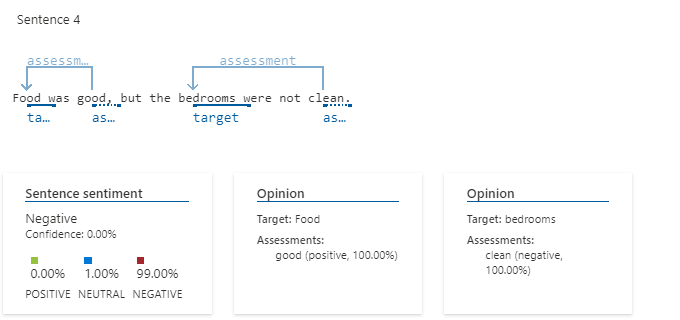 Sentence 4
assessm... assessment
Food was good, but the bedrooms were not clean.
ta... as... target as...
Sentence sentiment
Negative
Confidence: 0.00%
0.00% 1.00% 99.00%
POSITIVE NEUTRAL NEGATIVE
Opinion
Target: Food
Assessments:
good (positive, 100.00%)
Opinion
Target: bedrooms
Assessments:
clean (negative,
100.00%)